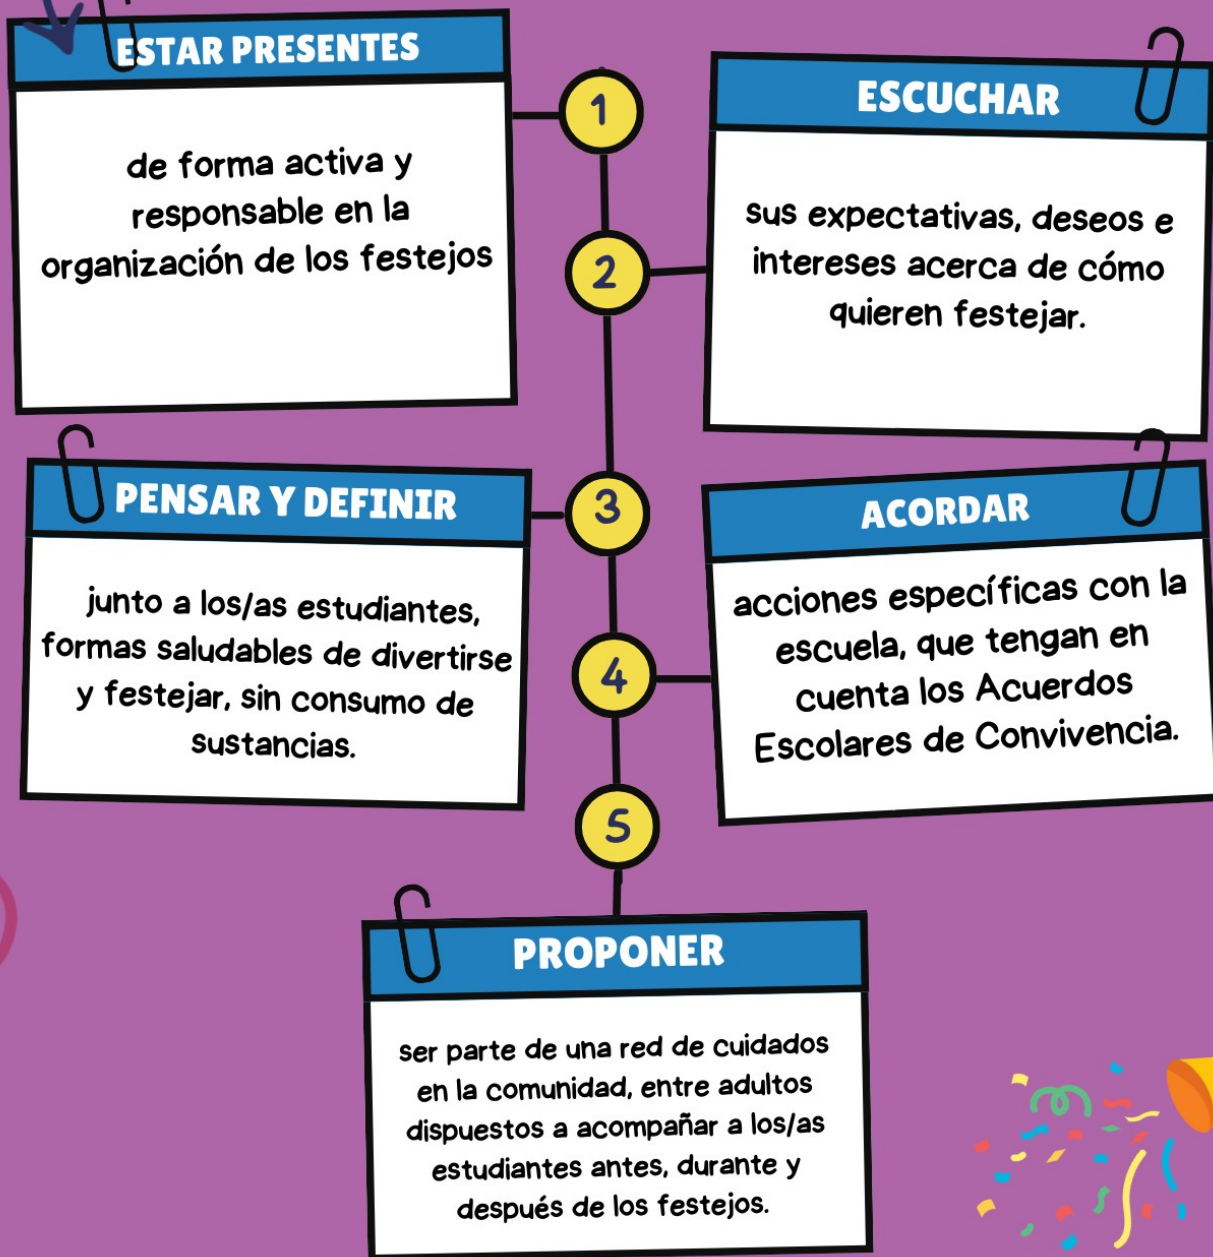 ESTAR PRESENTES
de forma activa y
responsable en la
organización de los festejos
1
ESCUCHAR
sus expectativas, deseos e
intereses acerca de cómo
quieren festejar.
2
PENSAR Y DEFINIR
junto a los/as estudiantes,
formas saludables de divertirse
y festejar, sin consumo de
sustancias.
3
ACORDAR
acciones específicas con la
escuela, que tengan en
cuenta los Acuerdos
Escolares de Convivencia.
4
5
PROPONER
ser parte de una red de cuidados
en la comunidad, entre adultos
dispuestos a acompañar a los/as
estudiantes antes, durante y
después de los festejos.